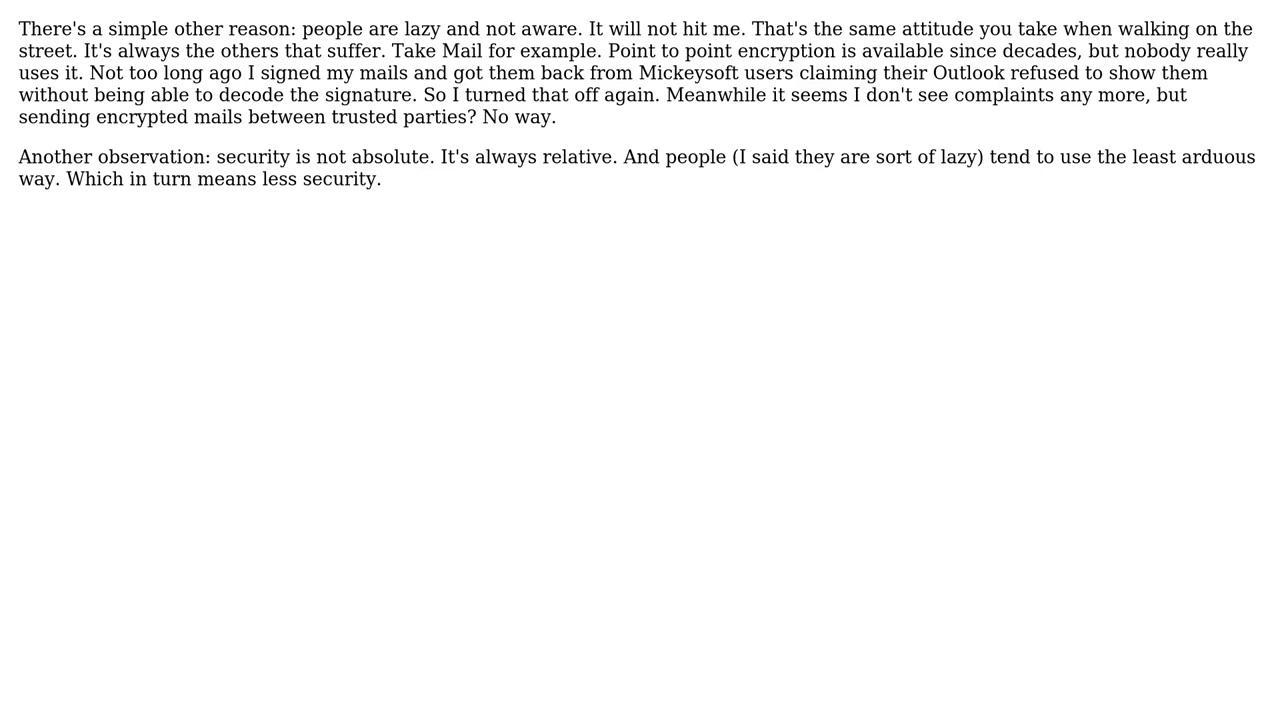 There's a simple other reason: people are lazy and not aware. It will not hit me. That's the same attitude you take when walking on the
street. It's always the others that suffer. Take Mail for example. Point to point encryption is available since decades, but nobody really
uses it. Not too long ago I signed my mails and got them back from Mickeysoft users claiming their Outlook refused to show them
without being able to decode the signature. So I turned that off again. Meanwhile it seems I don't see complaints any more, but
sending encrypted mails between trusted parties? No way.
Another observation: security is not absolute. It's always relative. And people (I said they are sort of lazy) tend to use the least arduous
way. Which in turn means less security.